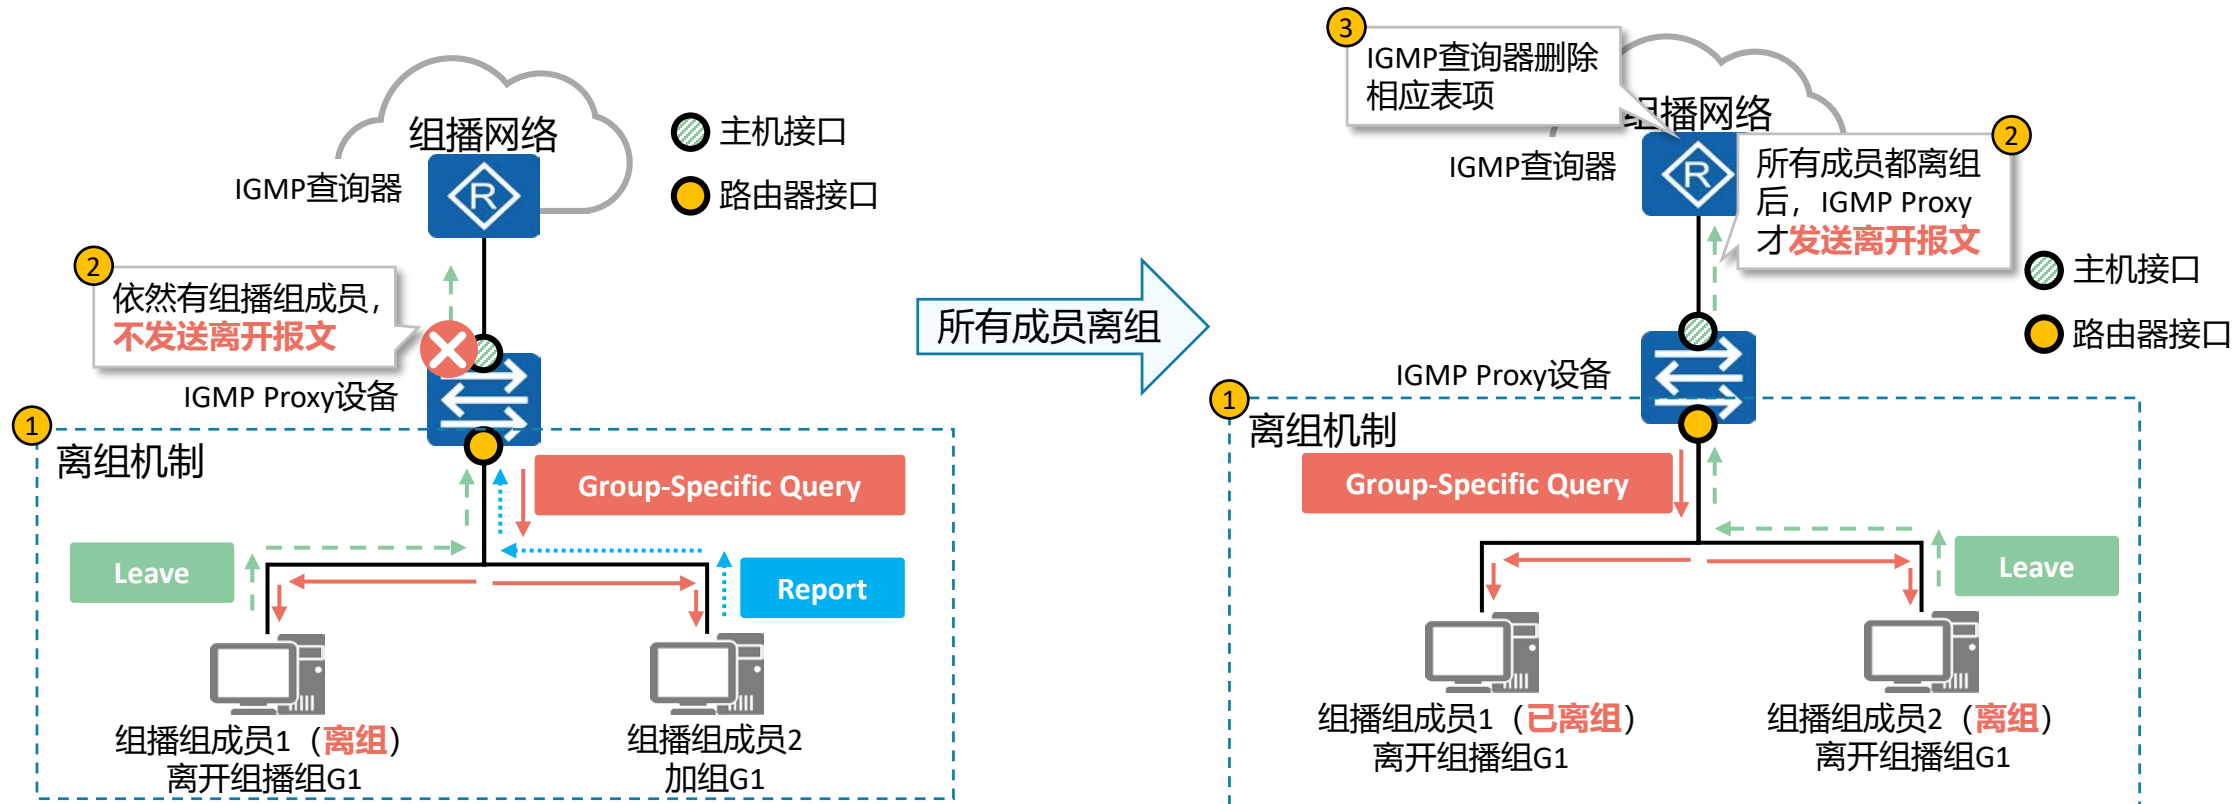 组播网络
IGMP查询器
R
主机接口
路由器接口
2
依然有组播组成员，
不发送离开报文
IGMP Proxy设备
1
离组机制
Group-Specific Query
Leave
Report
组播组成员1（离组）
离开组播组G1
组播组成员2
加组G1
所有成员离组
3
IGMP查询器删除
相应表项
组播网络
IGMP查询器
R
2
所有成员都离组
后，IGMP Proxy
才发送离开报文
主机接口
路由器接口
IGMP Proxy设备
1
离组机制
Group-Specific Query
Leave
组播组成员1（已离组）
离开组播组G1
组播组成员2（离组）
离开组播组G1